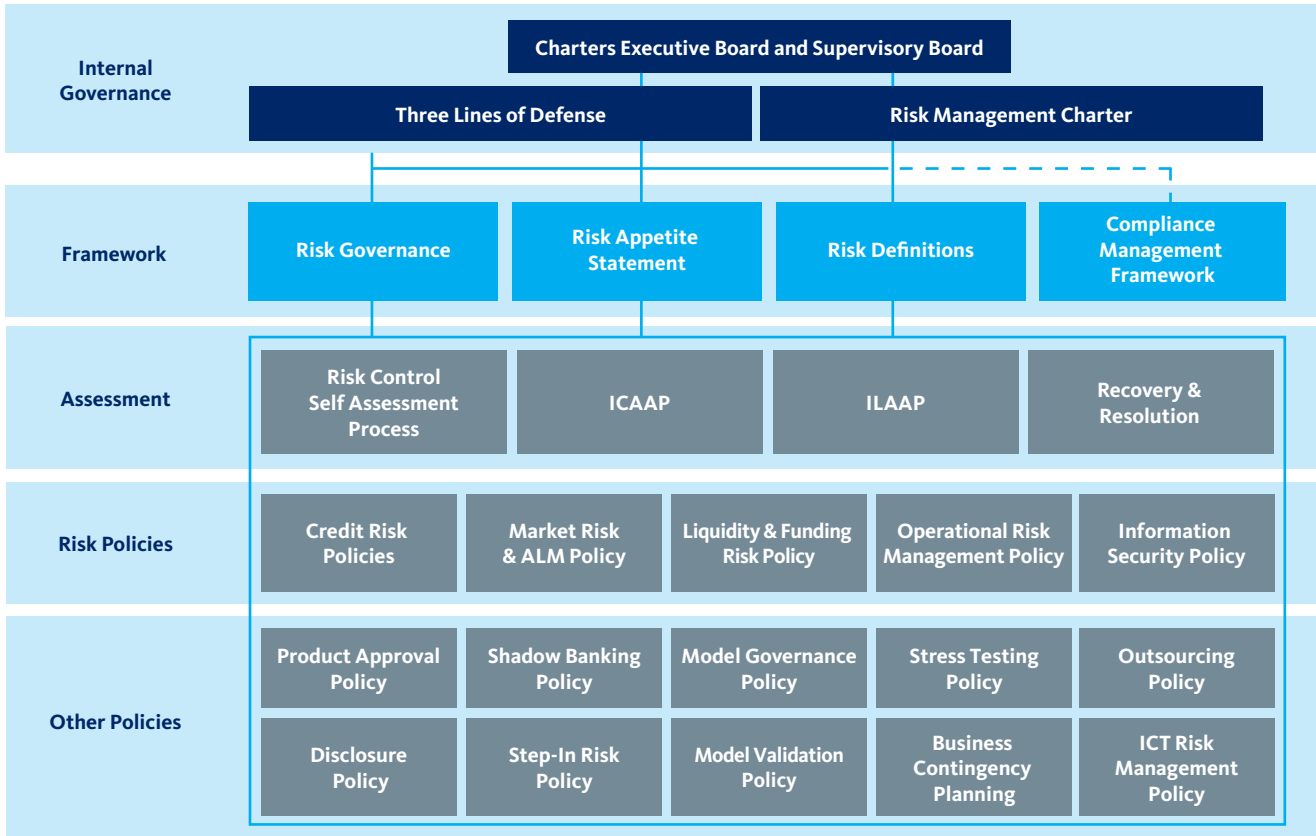 Internal
Governance
Charters Executive Board and Supervisory Board
Three Lines of Defense
Risk Management Charter
Framework
Risk Governance
Risk Appetite
Statement
Risk Definitions
Compliance
Management
Framework
Assessment
Risk Control
Self Assessment
Process
ICAAP
ILAAP
Recovery &
Resolution
Risk Policies
Credit Risk
Policies
Market Risk
& ALM Policy
Liquidity & Funding
Risk Policy
Operational Risk
Management Policy
Information
Security Policy
Other Policies
Product Approval
Policy
Shadow Banking
Policy
Model Governance
Policy
Stress Testing
Policy
Outsourcing
Policy
Disclosure
Policy
Step-In Risk
Policy
Model Validation
Policy
Business
Contingency
Planning
ICT Risk
Management
Policy